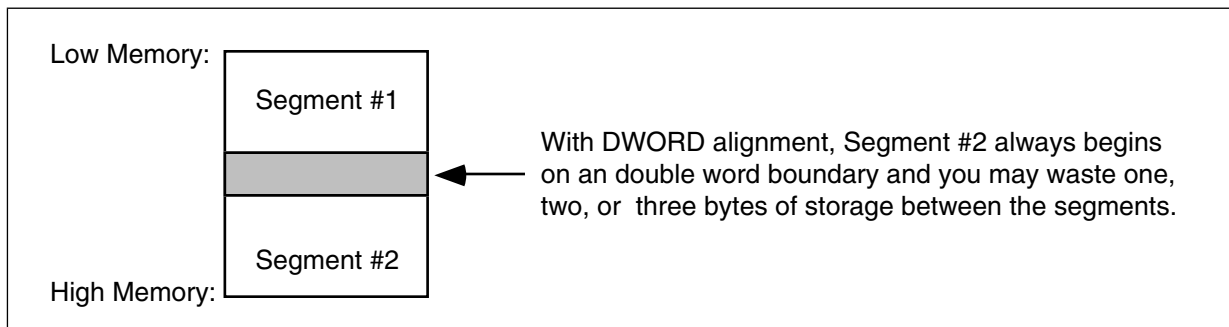 Low Memory:
Segment #1
With DWORD alignment, Segment #2 always begins
on an double word boundary and you may waste one,
two, or  three bytes of storage between the segments.
Segment #2
High Memory: